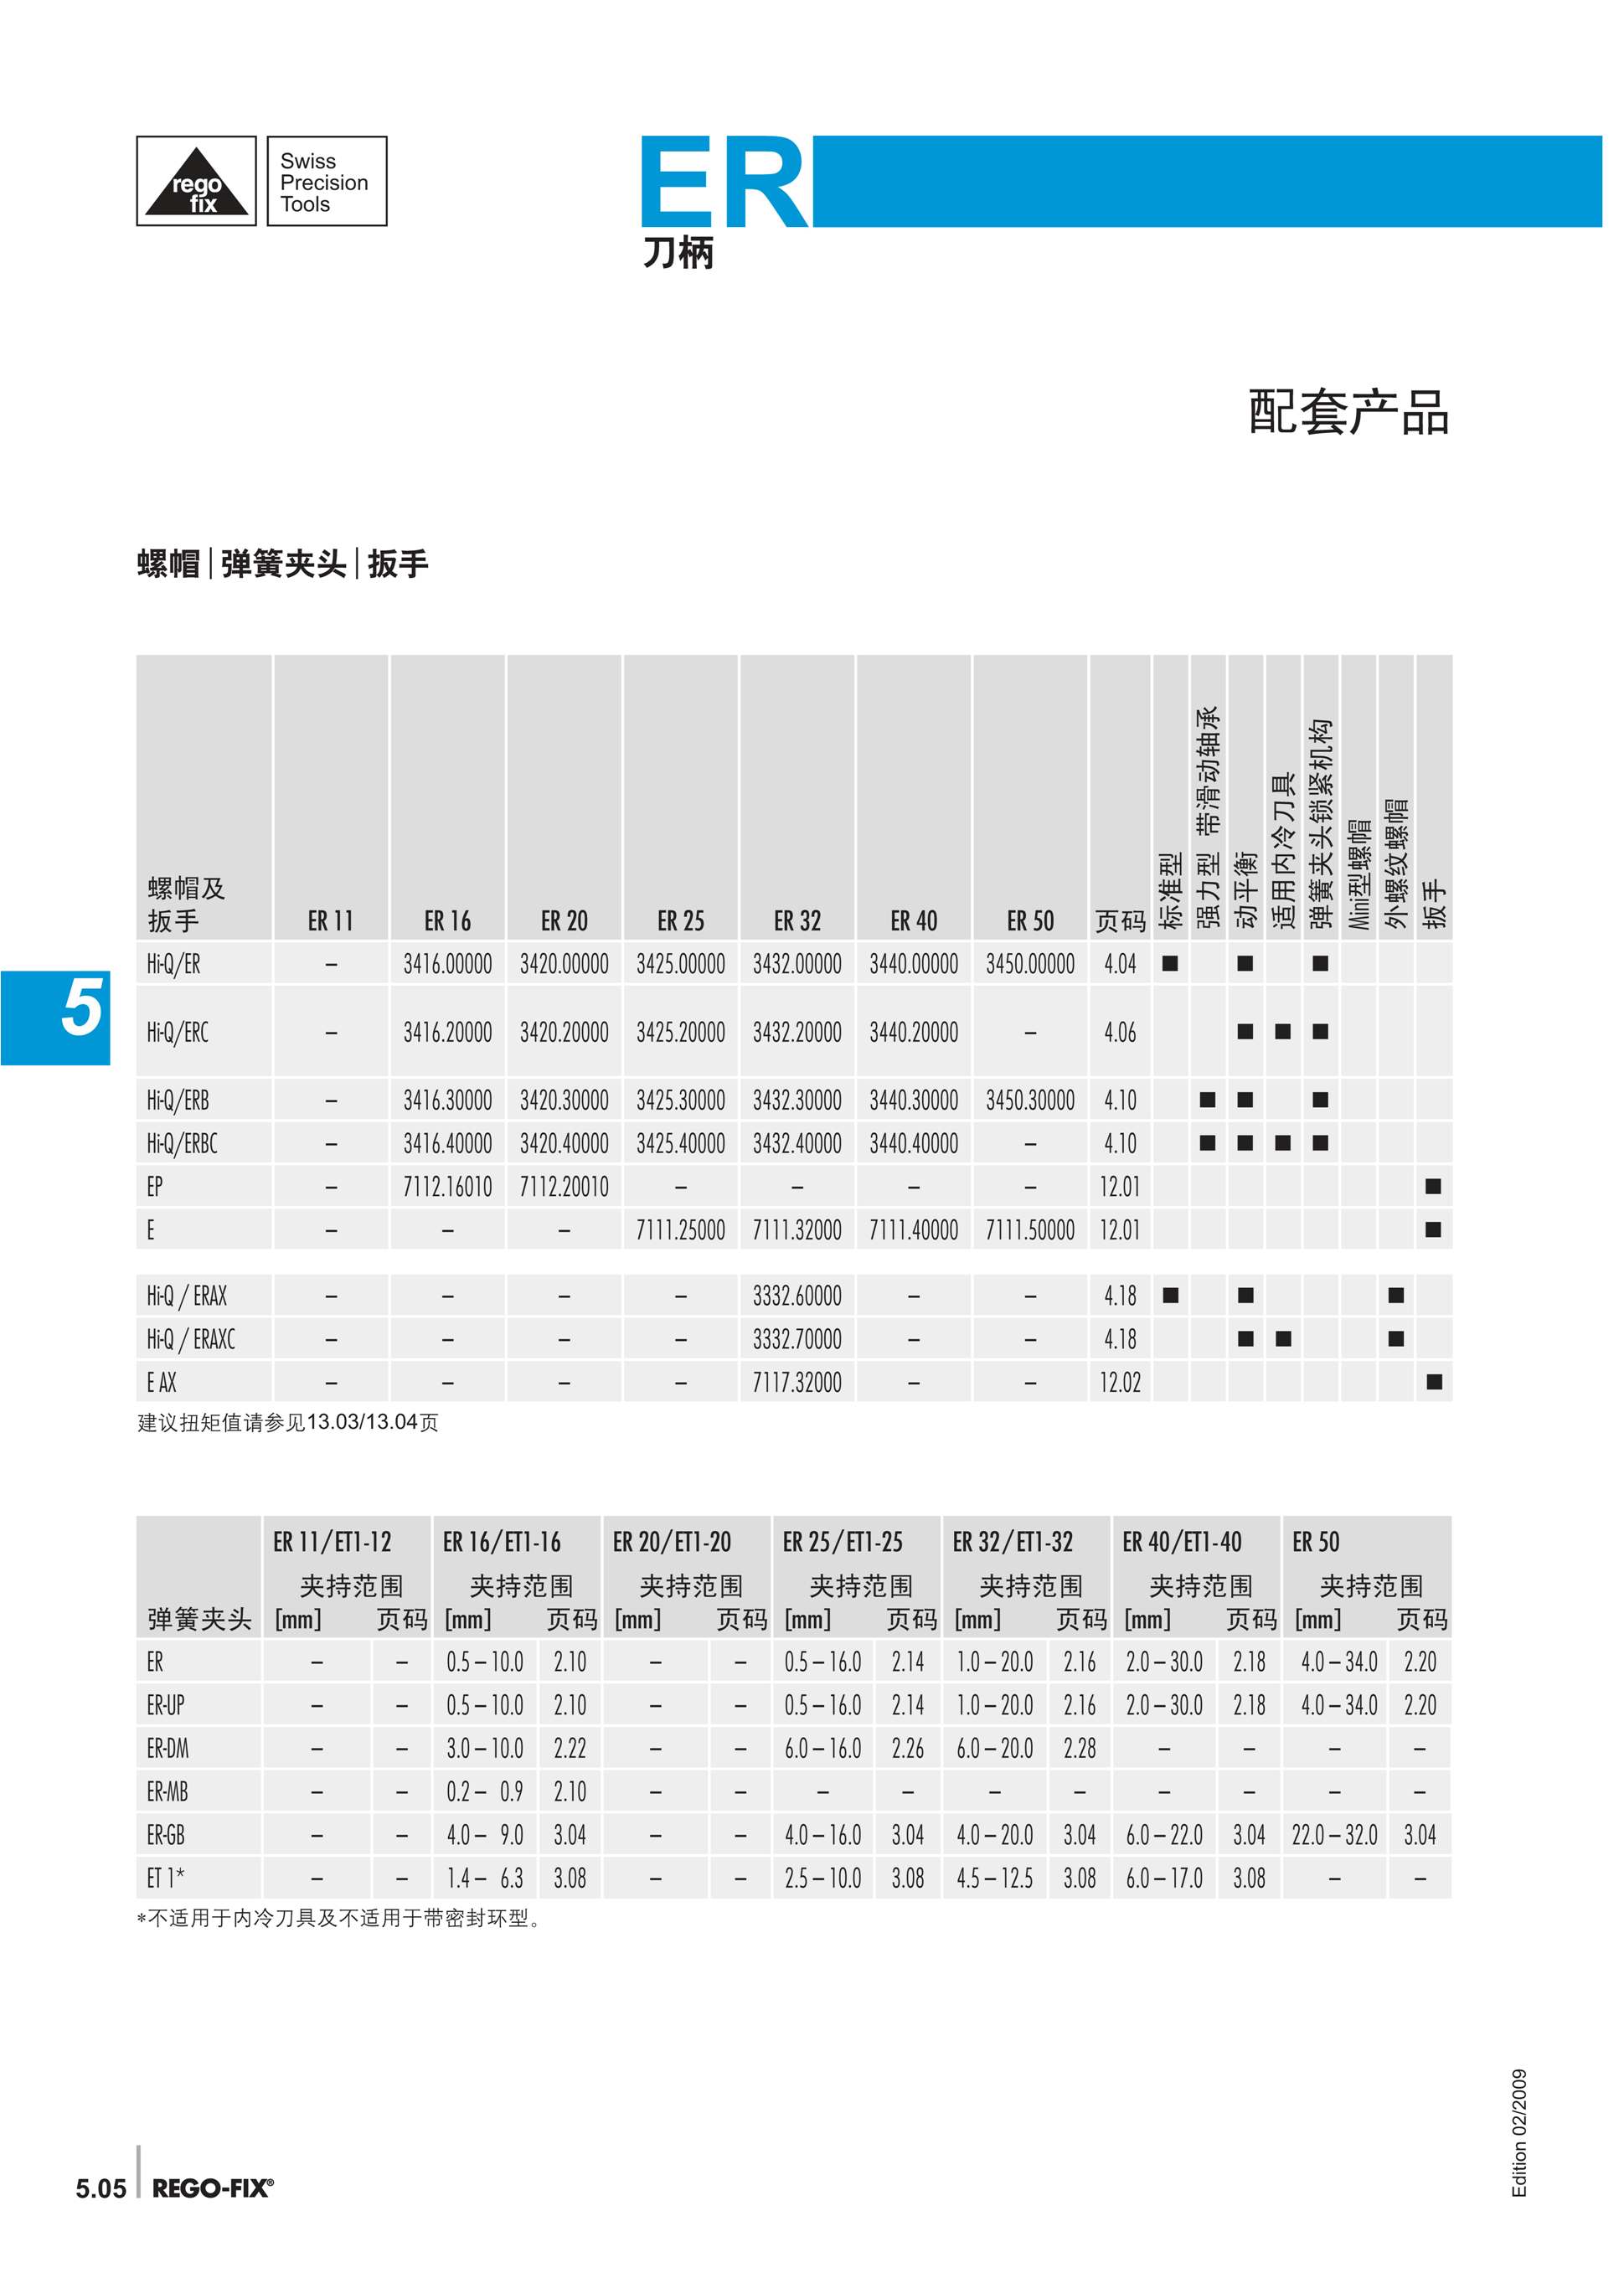 rego
fix
Swiss
Precision
Tools
ER
刀柄
配套产品
螺帽|弹簧夹头|扳手
螺帽及
扳手 ER 11 ER 16 ER 20 ER 25 ER 32 ER 40 ER 50 页码 标准型 强力型 带滑动轴承 动平衡 适用内冷刀具 弹簧夹头锁紧机构 Mini型螺帽 外螺纹螺帽 扳手
Hi-Q/ER – 3416.00000 3420.00000 3425.00000 3432.00000 3440.00000 3450.00000 4.04 ■ ■ ■
5
Hi-Q/ERC – 3416.20000 3420.20000 3425.20000 3432.20000 3440.20000 – 4.06 ■ ■ ■
Hi-Q/ERB – 3416.30000 3420.30000 3425.30000 3432.30000 3440.30000 3450.30000 4.10 ■ ■ ■
Hi-Q/ERBC – 3416.40000 3420.40000 3425.40000 3432.40000 3440.40000 – 4.10 ■ ■ ■ ■
EP – 7112.16010 7112.20010 – – – – 12.01 ■
E – – – 7111.25000 7111.32000 7111.40000 7111.50000 12.01 ■
Hi-Q / ERAX – – – – 3332.60000 – – 4.18 ■ ■ ■
Hi-Q / ERAXC – – – – 3332.70000 – – 4.18 ■ ■ ■
E AX – – – – 7117.32000 – – 12.02 ■
建议扭矩值请参见13.03/13.04页
ER 11/ET1-12 ER 16/ET1-16 ER 20/ET1-20 ER 25/ET1-25 ER 32/ET1-32 ER 40/ET1-40 ER 50
夹持范围 夹持范围 夹持范围 夹持范围 夹持范围 夹持范围 夹持范围
弹簧夹头 [mm] 页码 [mm] 页码 [mm] 页码 [mm] 页码 [mm] 页码 [mm] 页码 [mm] 页码
ER – – 0.5 – 10.0 2.10 – – 0.5 – 16.0 2.14 1.0 – 20.0 2.16 2.0 – 30.0 2.18 4.0 – 34.0 2.20
ER-UP – – 0.5 – 10.0 2.10 – – 0.5 – 16.0 2.14 1.0 – 20.0 2.16 2.0 – 30.0 2.18 4.0 – 34.0 2.20
ER-DM – – 3.0 – 10.0 2.22 – – 6.0 – 16.0 2.26 6.0 – 20.0 2.28 – – – –
ER-MB – – 0.2 – 0.9 2.10 – – – – – – – – – –
ER-GB – – 4.0 – 9.0 3.04 – – 4.0 – 16.0 3.04 4.0 – 20.0 3.04 6.0 – 22.0 3.04 22.0 – 32.0 3.04
ET 1* – – 1.4 – 6.3 3.08 – – 2.5 – 10.0 3.08 4.5 – 12.5 3.08 6.0 – 17.0 3.08 – –
*不适用于内冷刀具及不适用于带密封环型。
Edition 02/2009
5.05 REGO-FIX®